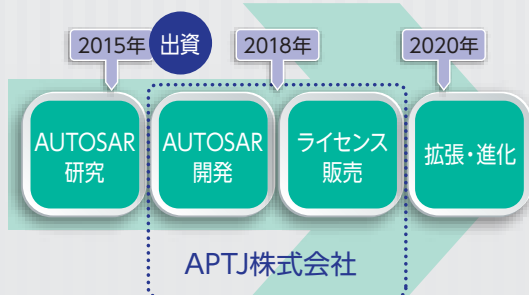 2015年
出資
2018年
2020年
AUTOSAR
研究
AUTOSAR
開発
ライセンス
販売
拡張・進化
APTJ株式会社